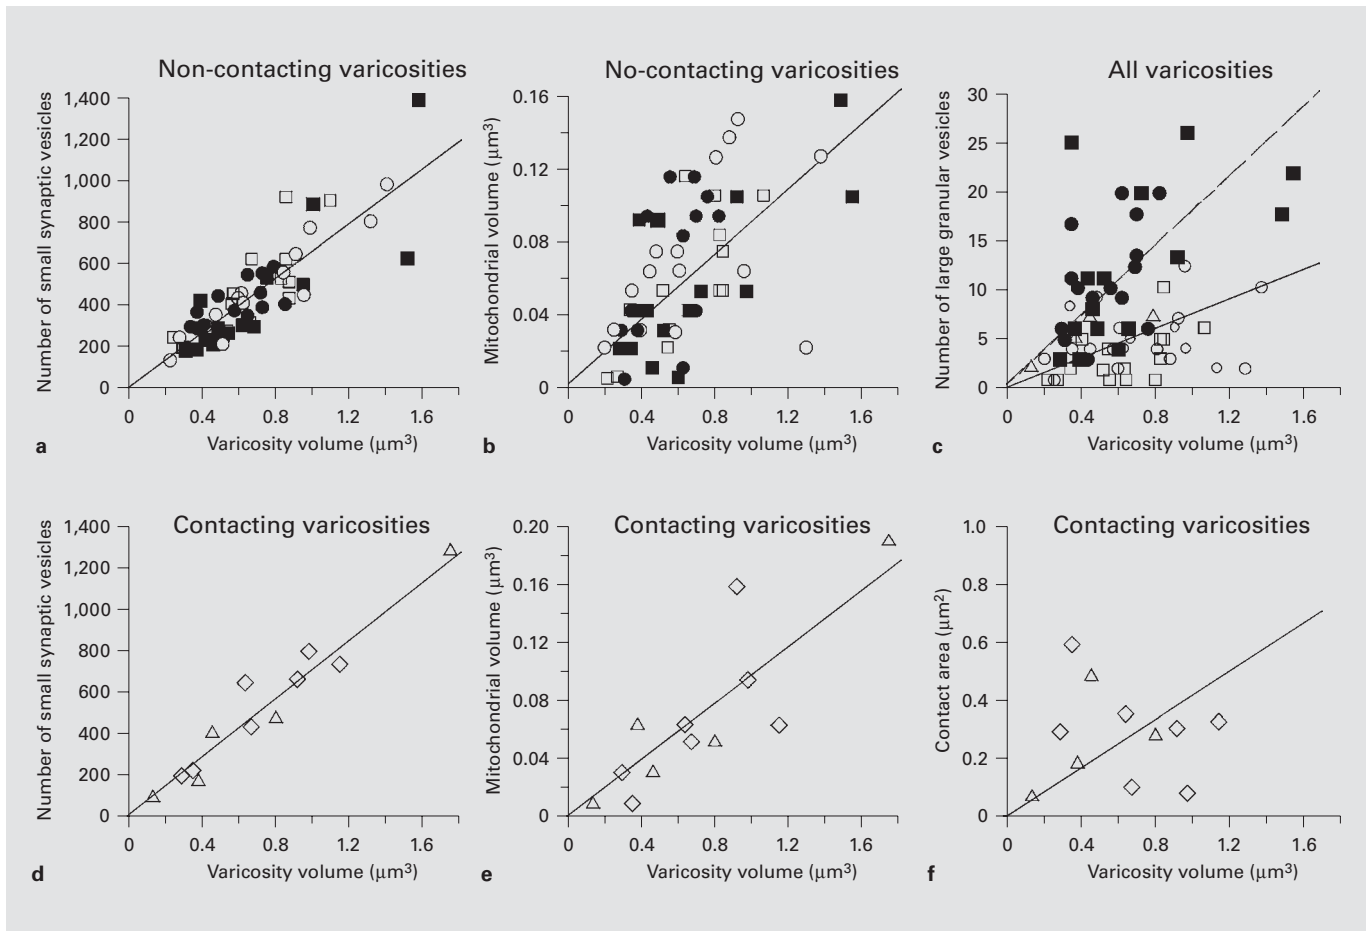 Non-contacting varicosities
Number of small synaptic vesicles
1,400
1,200
1,000
800
600
400
200
0
0 0.4 0.8 1.2 1.6
Varicosity volume (μm³)
a
No-contacting varicosities
Mitochondrial volume (μm³)
0.16
0.12
0.08
0.04
0
0 0.4 0.8 1.2 1.6
Varicosity volume (μm³)
b
All varicosities
Number of large granular vesicles
30
25
20
15
10
5
0
0 0.4 0.8 1.2 1.6
Varicosity volume (μm³)
c
Contacting varicosities
Number of small synaptic vesicles
1,400
1,200
1,000
800
600
400
200
0
0 0.4 0.8 1.2 1.6
Varicosity volume (μm³)
d
Contacting varicosities
Mitochondrial volume (μm³)
0.20
0.16
0.12
0.08
0.04
0
0 0.4 0.8 1.2 1.6
Varicosity volume (μm³)
e
Contacting varicosities
Contact area (μm²)
1.0
0.8
0.6
0.4
0.2
0
0 0.4 0.8 1.2 1.6
Varicosity volume (μm³)
f